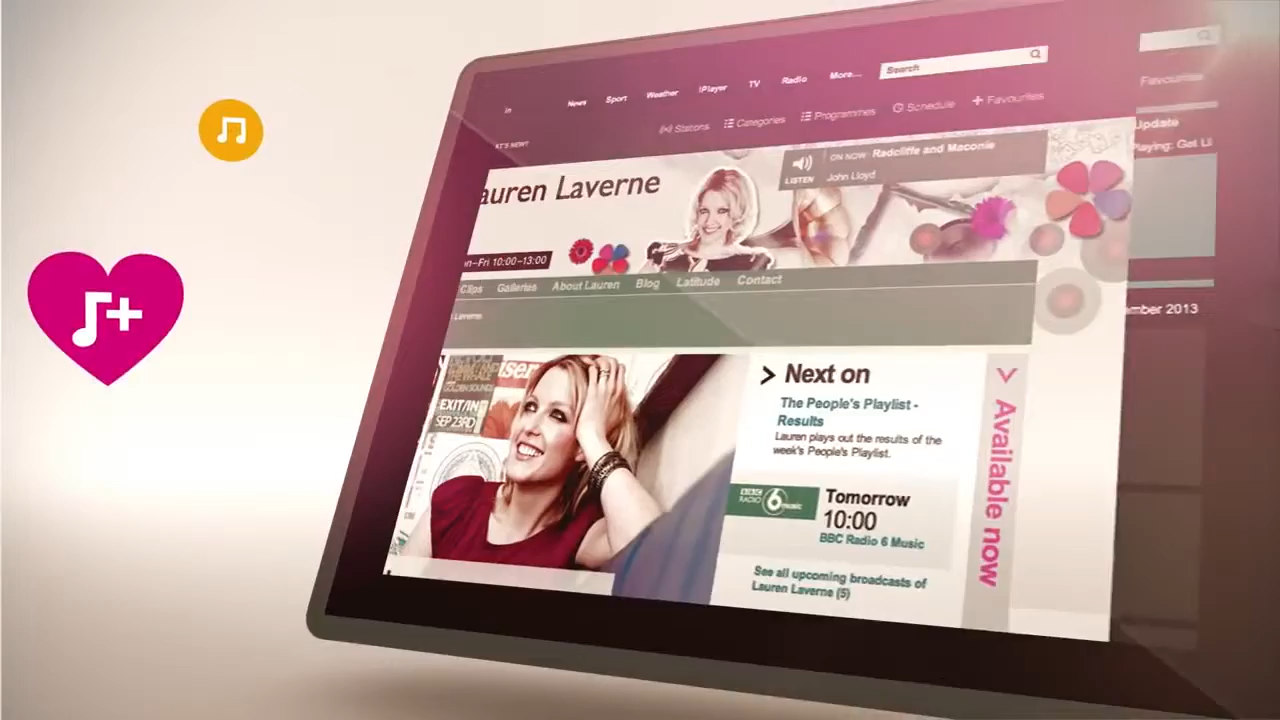 in News Sport Weather iPlayer TV Radio More... Search
Stations Categories Programmes Schedule Favourites
Favourites
AT'S NEW?
Update
Playing: Get Li
ON NOW: Radcliffe and Maconie
LISTEN John Lloyd
auren Laverne
n-Fri 10:00-13:00
Clips Galleries About Lauren Blog Latitude Contact
Laverne
mber 2013
EXIT/IN
SEP 23RD
Next on
The People's Playlist -
Results
Lauren plays out the results of the
week's People's Playlist.
BBC
RADIO 6 music
Tomorrow
10:00
BBC Radio 6 Music
See all upcoming broadcasts of
Lauren Laverne (5)
Available now